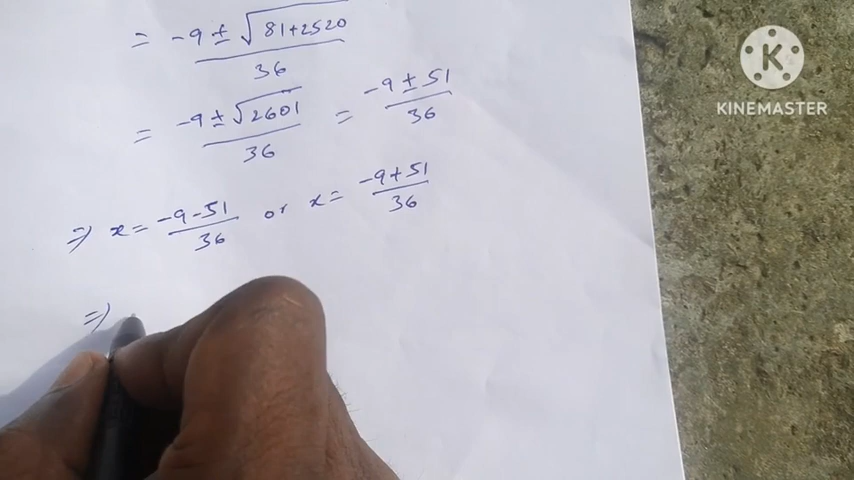 = -9 ± √81+2520 / 36
= -9 ± √2601 / 36 = -9 ± 51 / 36
⇒ x = -9-51 / 36 or x = -9+51 / 36
⇒
K
KINEMASTER